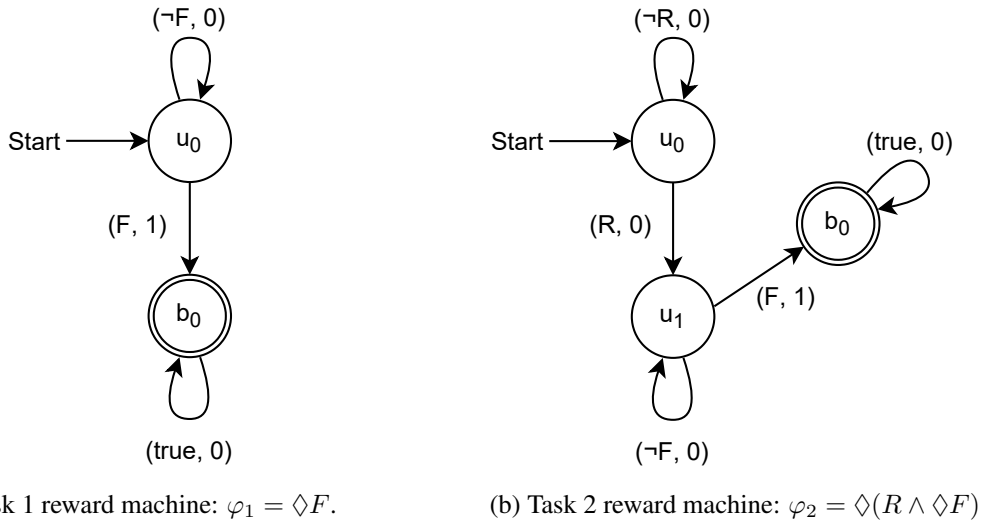 (¬F, 0)
Start
u0
(F, 1)
b0
(true, 0)
sk 1 reward machine: φ1 = ◊F.
(¬R, 0)
Start
u0
(true, 0)
b0
(R, 0)
(F, 1)
u1
(¬F, 0)
(b) Task 2 reward machine: φ2 = ◊(R ∧ ◊F)